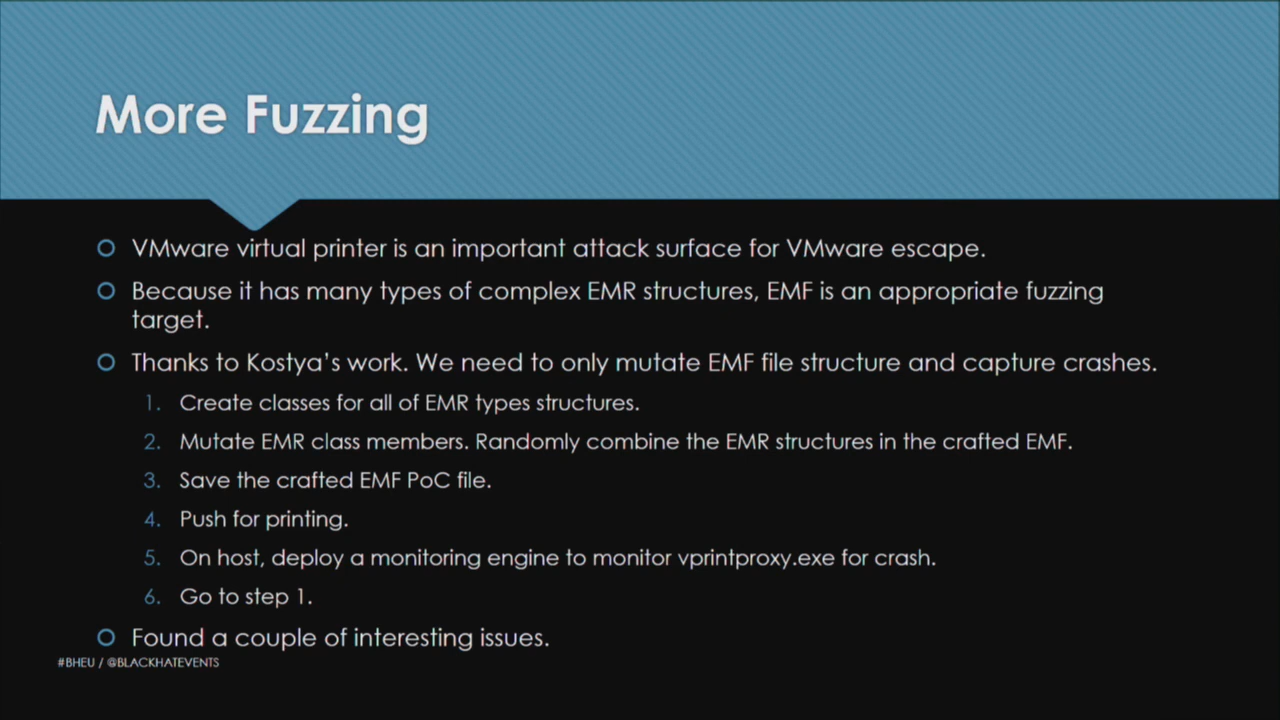 More Fuzzing
VMware virtual printer is an important attack surface for VMware escape.
Because it has many types of complex EMR structures, EMF is an appropriate fuzzing
target.
Thanks to Kostya's work. We need to only mutate EMF file structure and capture crashes.
1. Create classes for all of EMR types structures.
2. Mutate EMR class members. Randomly combine the EMR structures in the crafted EMF.
3. Save the crafted EMF PoC file.
4. Push for printing.
5. On host, deploy a monitoring engine to monitor vprintproxy.exe for crash.
6. Go to step 1.
Found a couple of interesting issues.
#BHEU / @BLACKHATEVENTS